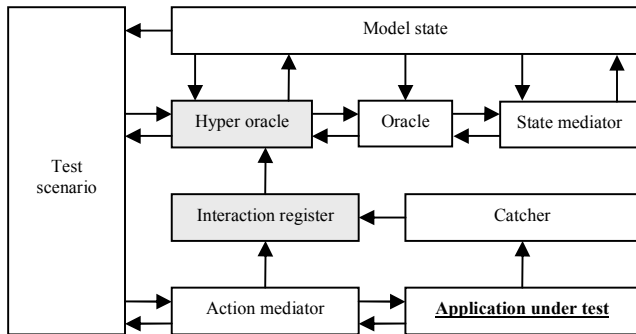 Model state
Hyper oracle
Oracle
State mediator
Test
scenario
Interaction register
Catcher
Action mediator
Application under test